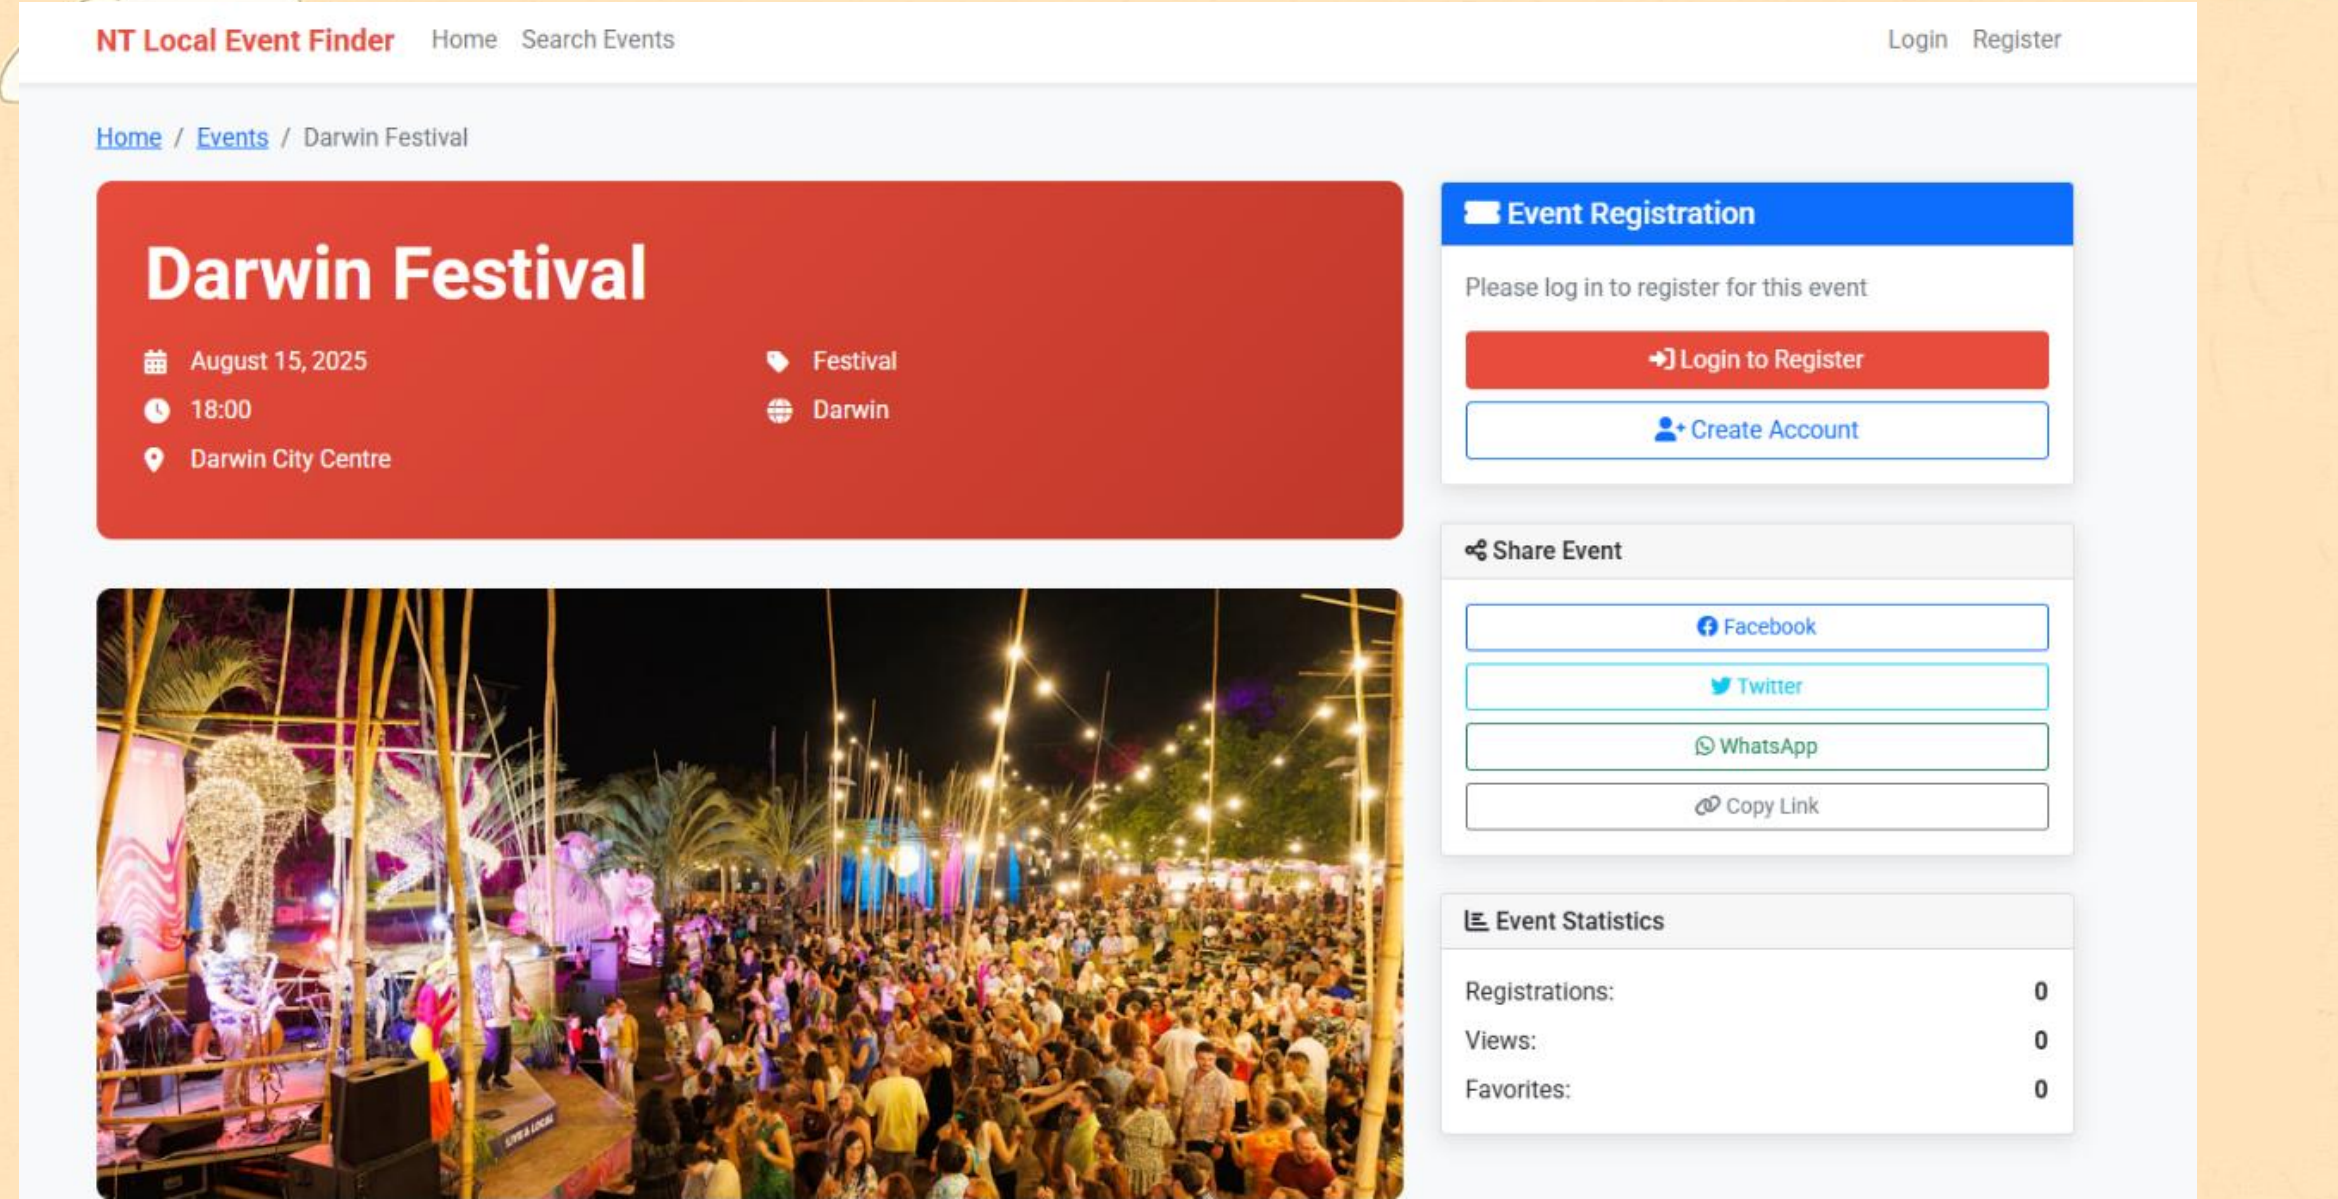 NT Local Event Finder Home Search Events Login Register
Home / Events / Darwin Festival
Darwin Festival
August 15, 2025
Festival
18:00
Darwin
Darwin City Centre
Event Registration
Please log in to register for this event
Login to Register
Create Account
Share Event
Facebook
Twitter
WhatsApp
Copy Link
Event Statistics
Registrations: 0
Views: 0
Favorites: 0
LIVE & LOCAL